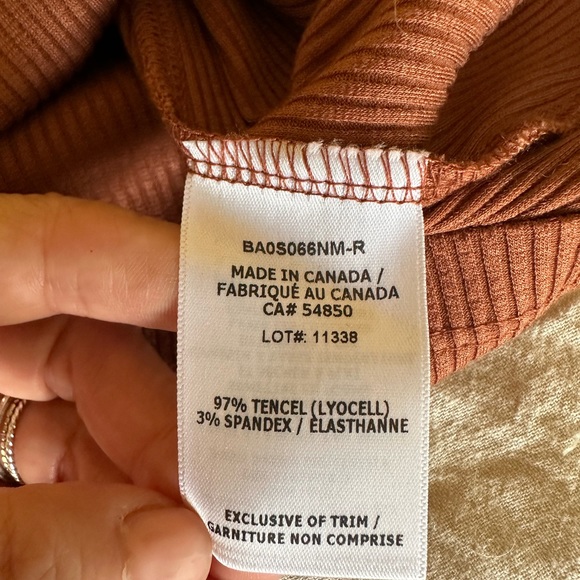 BA0S066NM-R
MADE IN CANADA /
FABRIQUÉ AU CANADA
CA# 54850
LOT#: 11338
97% TENCEL (LYOCELL)
3% SPANDEX / ÉLASTHANNE
EXCLUSIVE OF TRIM /
GARNITURE NON COMPRISE